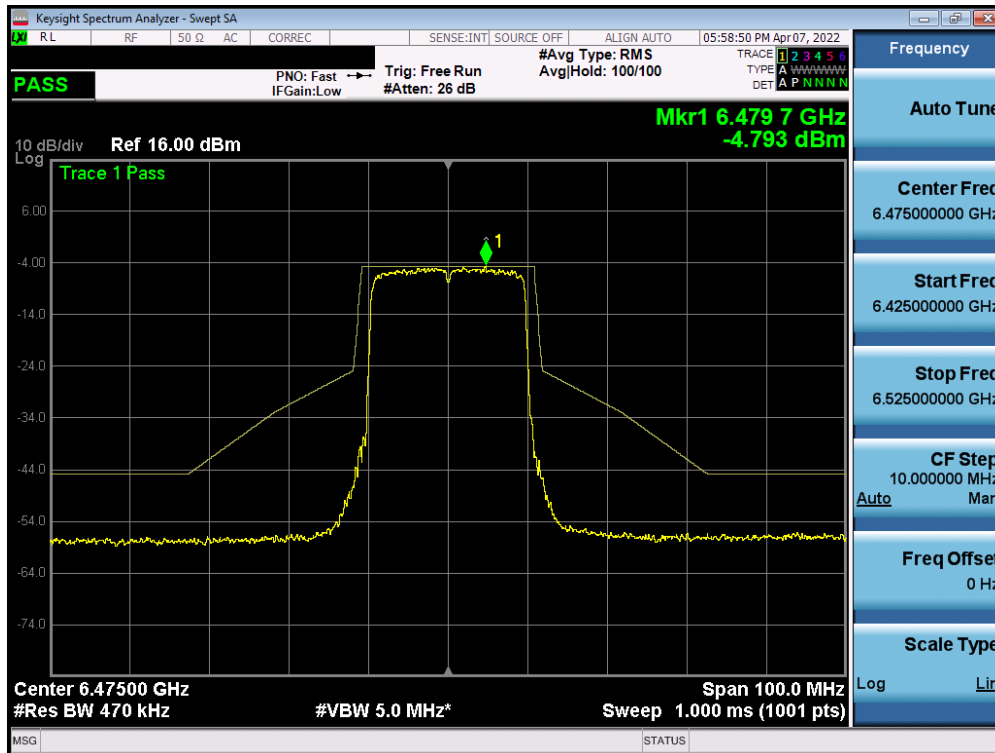 Keysight Spectrum Analyzer - Swept SA
LXI RL RF 50 Ω AC CORREC SENSE:INT SOURCE OFF ALIGN AUTO 05:58:50 PM Apr 07, 2022
Frequency
PASS
PNO: Fast
IFGain:Low
Trig: Free Run
#Atten: 26 dB
#Avg Type: RMS
Avg|Hold: 100/100
TRACE 1 2 3 4 5 6
TYPE A WWWWW
DET A P N N N N
Mkr1 6.479 7 GHz
-4.793 dBm
10 dB/div Ref 16.00 dBm
Log
Trace 1 Pass
1
6.00
-4.00
-14.0
-24.0
-34.0
-44.0
-54.0
-64.0
-74.0
Center 6.47500 GHz Span 100.0 MHz
#Res BW 470 kHz #VBW 5.0 MHz* Sweep 1.000 ms (1001 pts)
Auto Tune
Center Freq
6.475000000 GHz
Start Freq
6.425000000 GHz
Stop Freq
6.525000000 GHz
CF Step
10.000000 MHz
Auto Man
Freq Offset
0 Hz
Scale Type
Log Lin
MSG STATUS